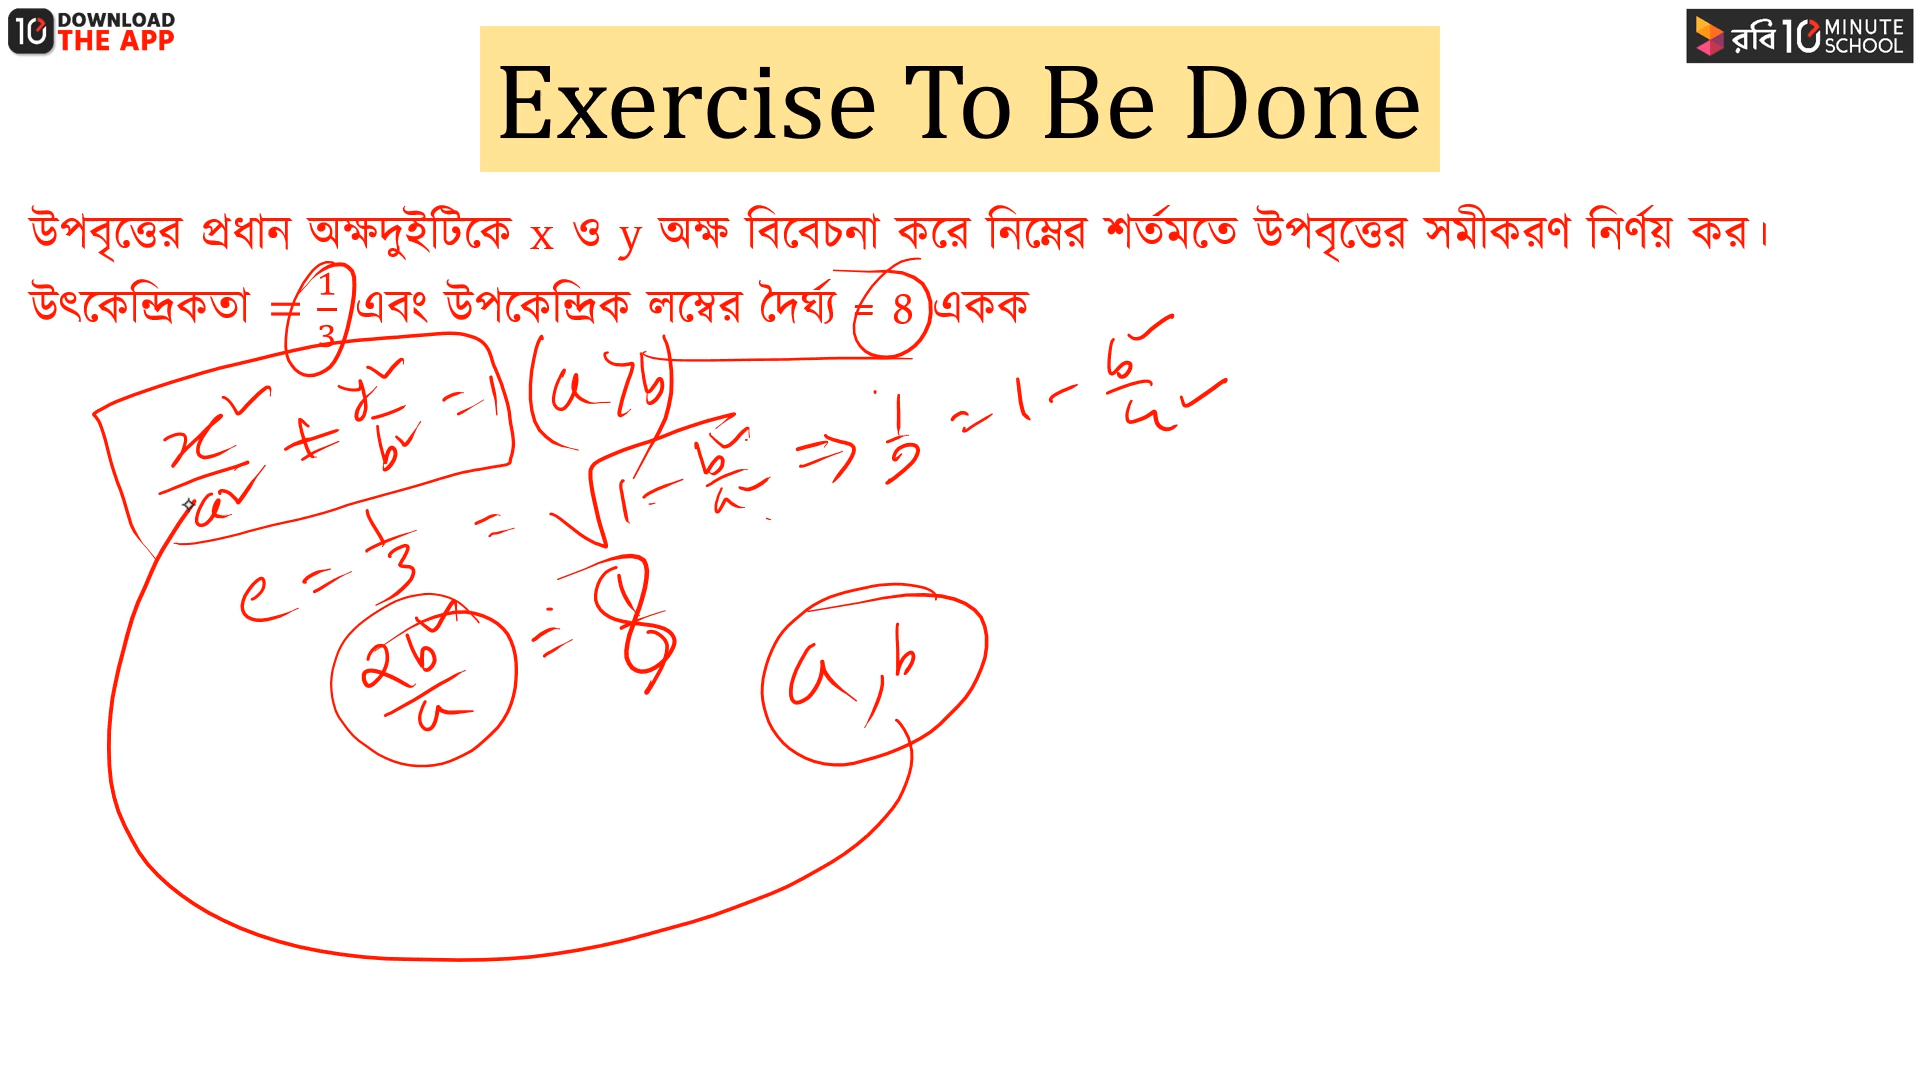 10 DOWNLOAD THE APP
রবি 10 MINUTE SCHOOL
Exercise To Be Done
উপবৃত্তের প্রধান অক্ষদুইটিকে x ও y অক্ষ বিবেচনা করে নিম্নের শর্তমতে উপবৃত্তের সমীকরণ নির্ণয় কর।
উৎকেন্দ্রিকতা = 1/3 এবং উপকেন্দ্রিক লম্বের দৈর্ঘ্য = 8 একক
x²/a² + y²/b² = 1 (a > b)
e = 1/3 = √(1 - b²/a²) ⇒ 1/9 = 1 - b²/a²
2b²/a = 8
a, b